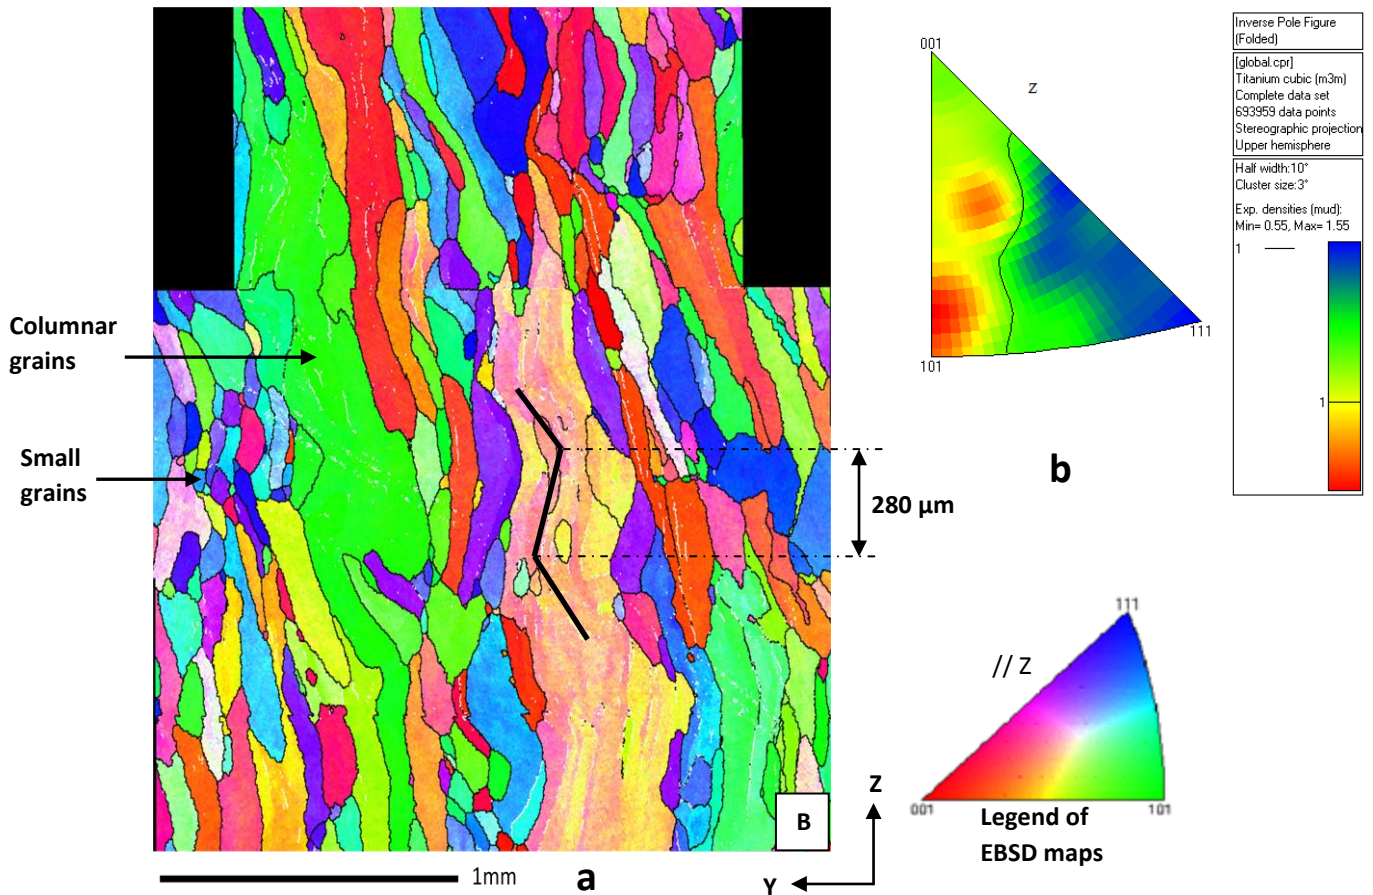 Columnar
grains
Small
grains
280 µm
B
1mm
a
Z
Y
001
Z
101
111
b
Inverse Pole Figure
(Folded)
[global.cpr]
Titanium cubic (m3m)
Complete data set
693959 data points
Stereographic projection
Upper hemisphere
Half width:10°
Cluster size:3°
Exp. densities (mud):
Min= 0.55, Max= 1.55
1
1
111
// Z
001
101
Legend of
EBSD maps